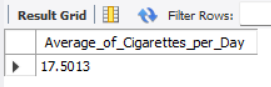 Result Grid Filter Rows:
Average_of_Cigarettes_per_Day
17.5013